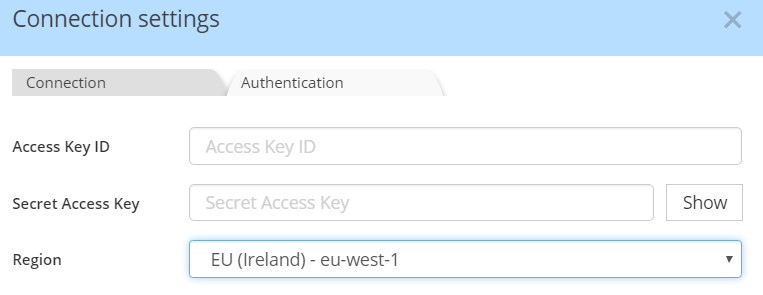 Connection settings
Connection Authentication
Access Key ID Access Key ID
Secret Access Key Secret Access Key Show
Region EU (Ireland) - eu-west-1